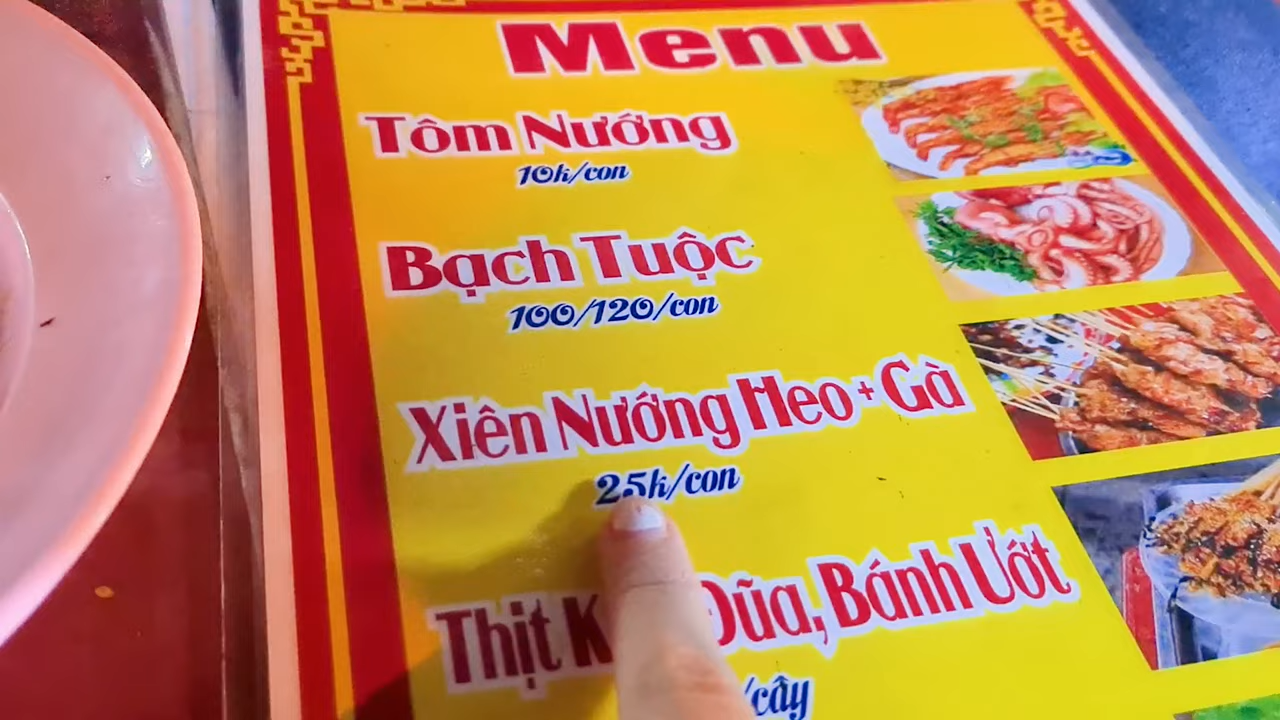 Menu
Tôm Nướng
10k/con
Bạch Tuộc
100/120/con
Xiên Nướng Heo + Gà
25k/con
Thịt Đũa, Bánh Ướt
/cây